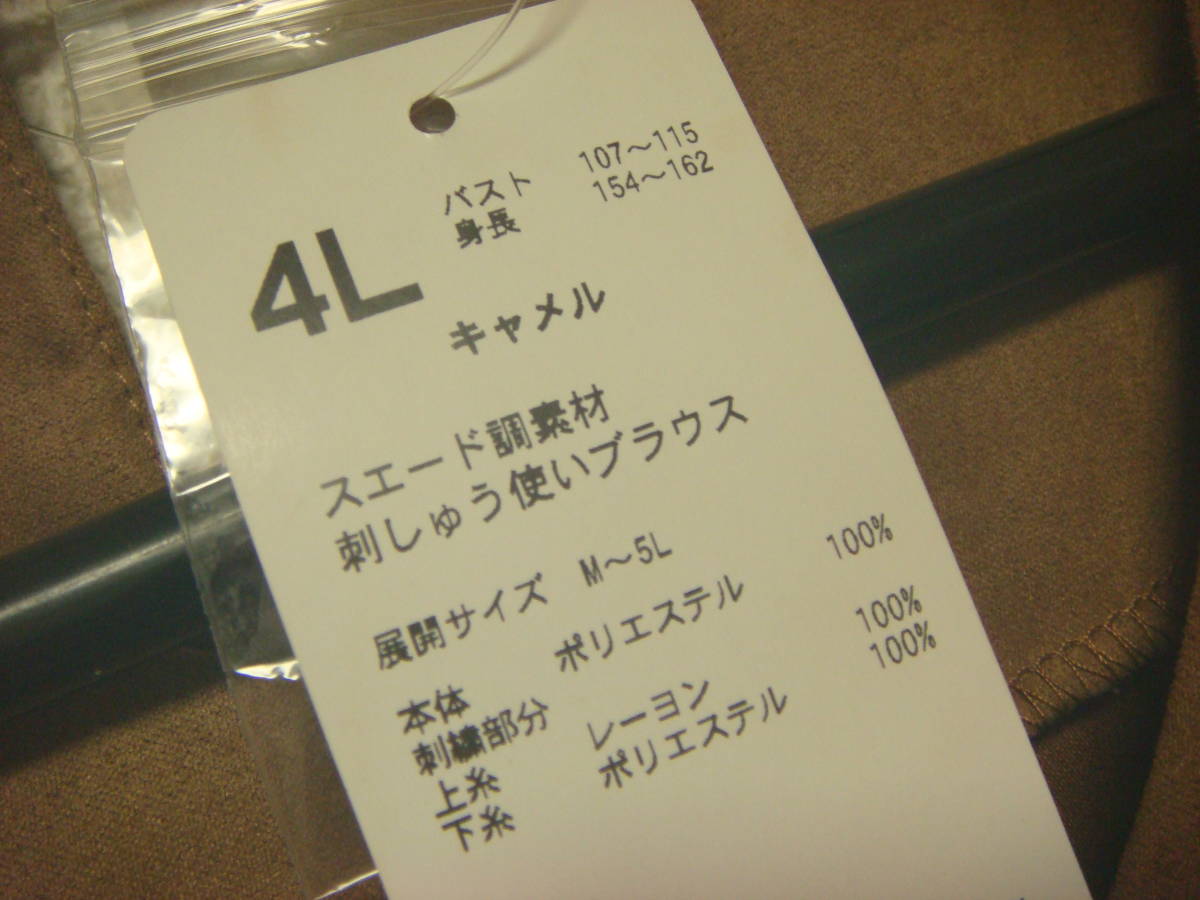 4L
バスト 107～115
身長 154～162
キャメル
スエード調素材
刺しゅう使いブラウス
展開サイズ M～5L
本体 ポリエステル 100%
刺繍部分
上糸 レーヨン 100%
下糸 ポリエステル 100%